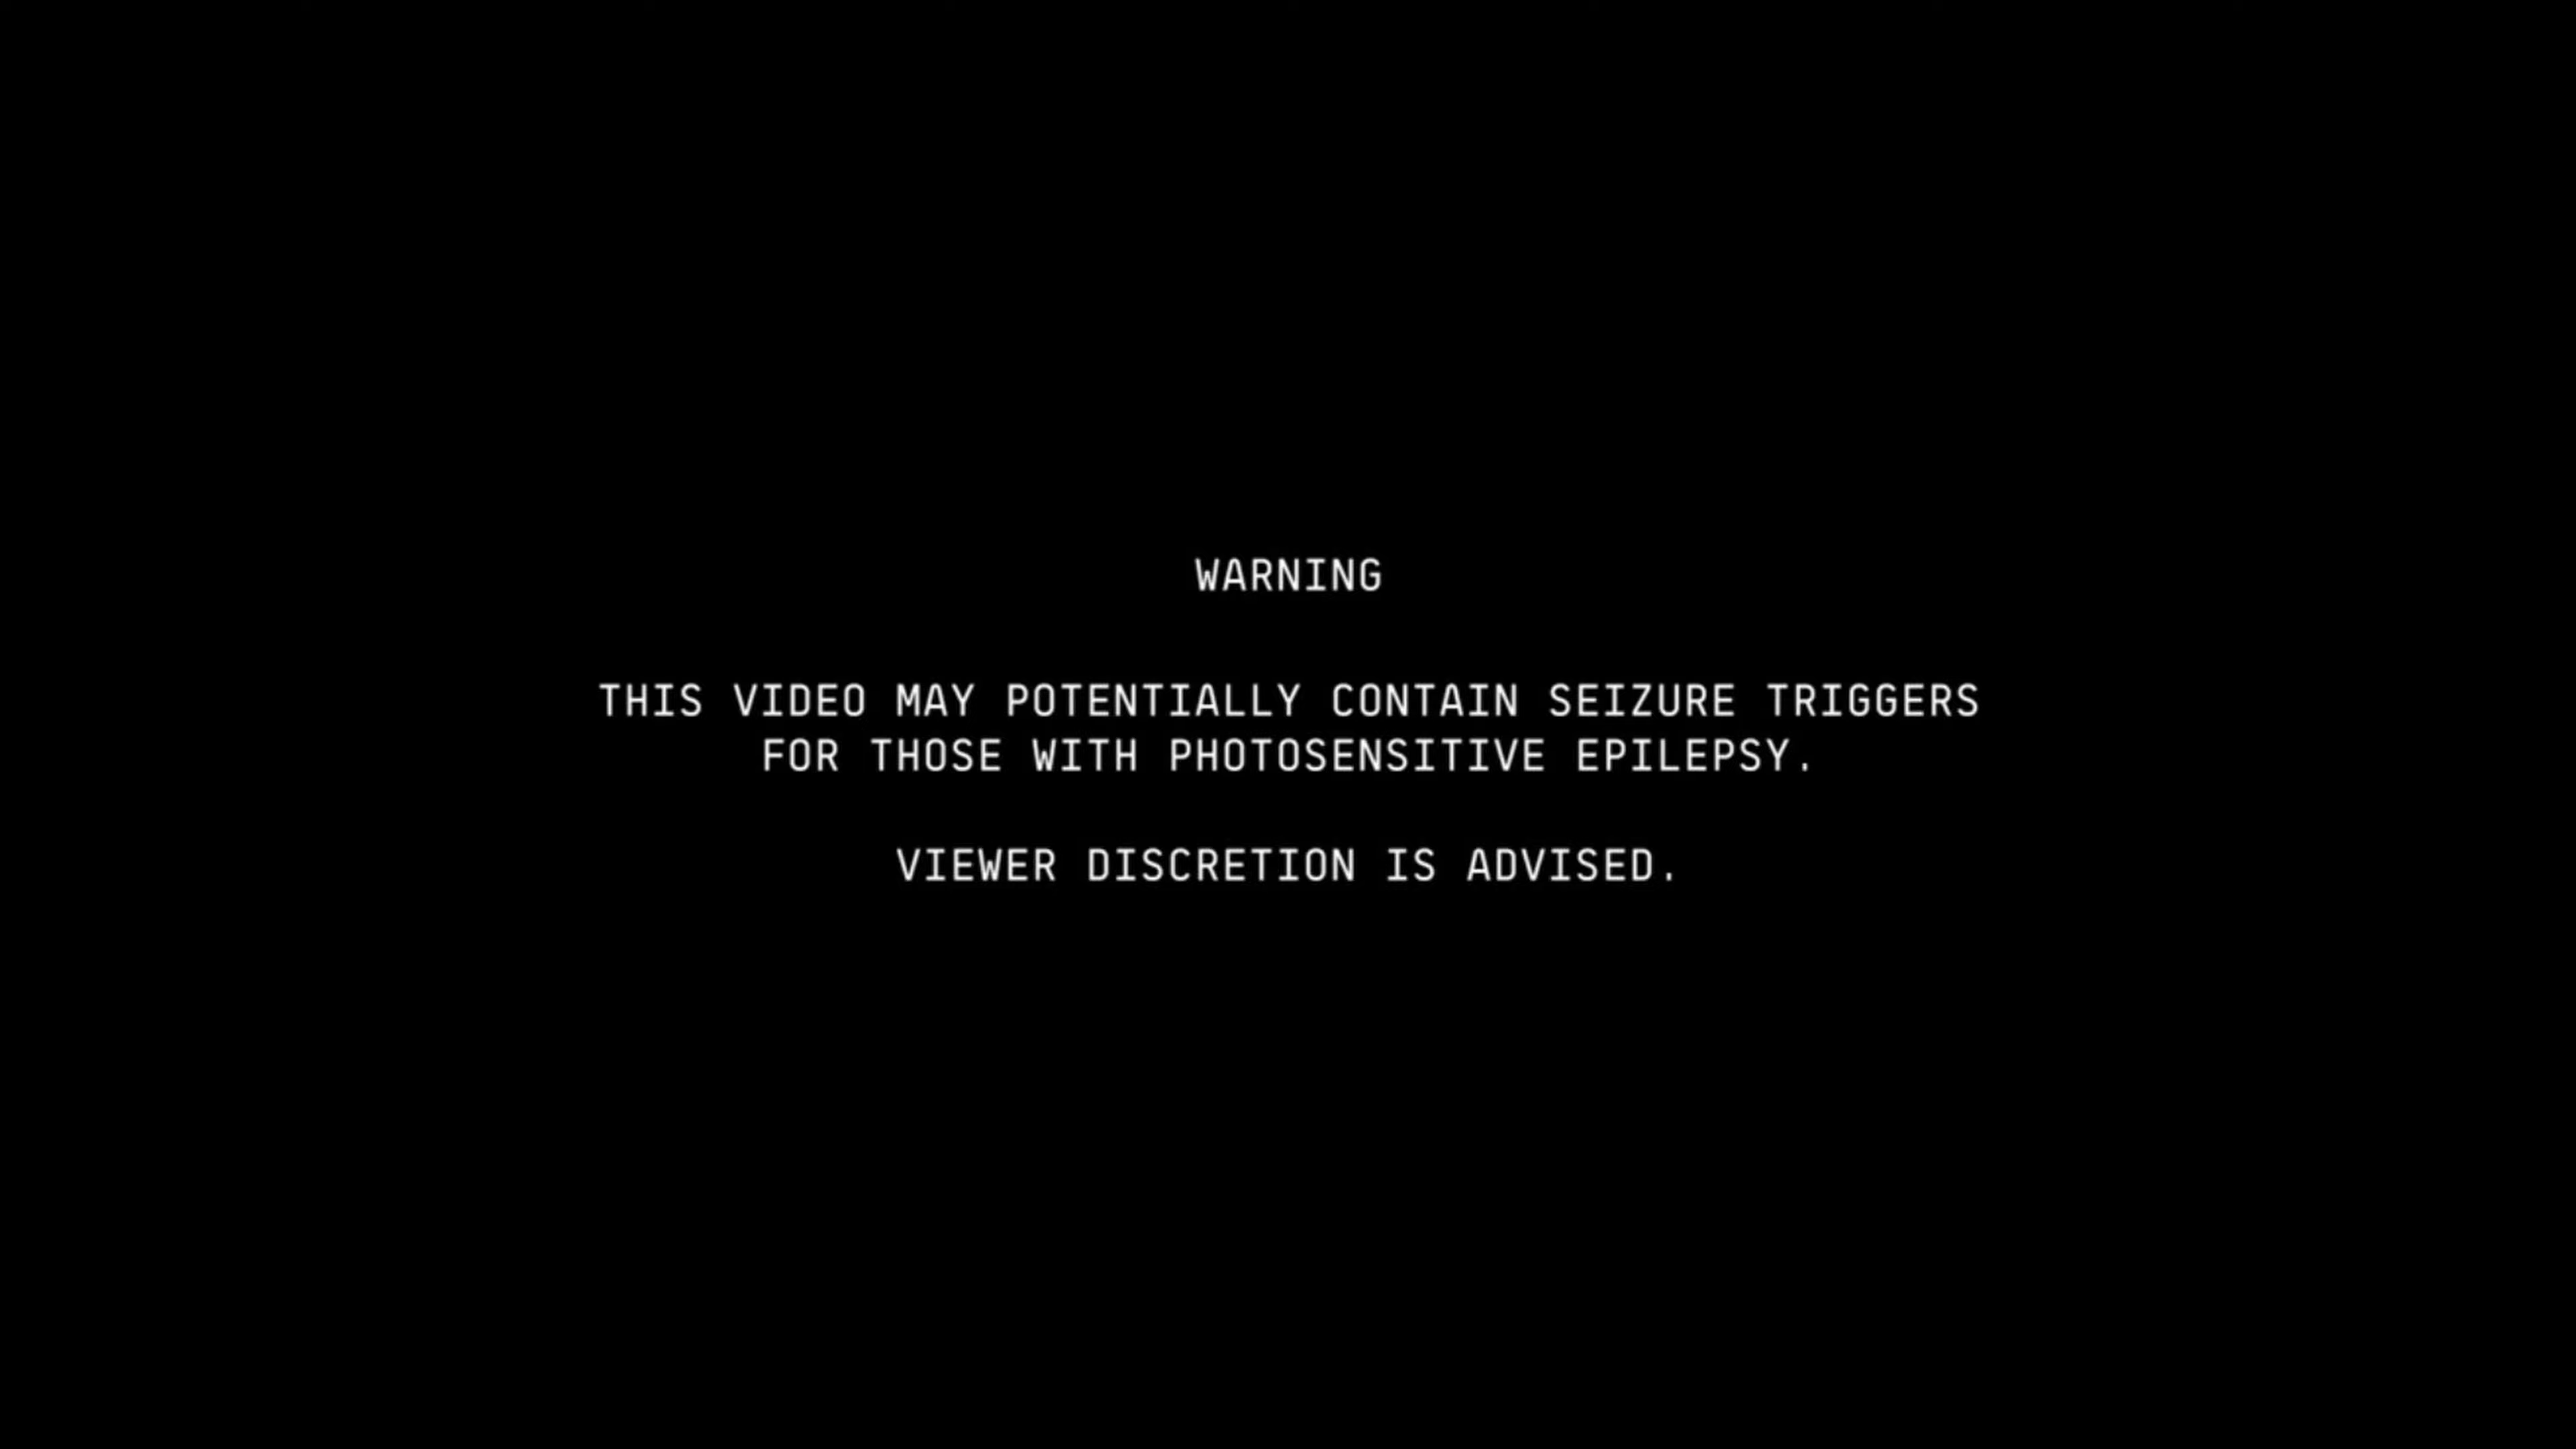 WARNING
THIS VIDEO MAY POTENTIALLY CONTAIN SEIZURE TRIGGERS
FOR THOSE WITH PHOTOSENSITIVE EPILEPSY.
VIEWER DISCRETION IS ADVISED.